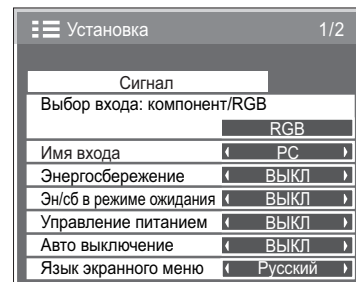 Установка 1/2
Сигнал
Выбор входа: компонент/RGB
RGB
Имя входа PC
Энергосбережение ВЫКЛ
Эн/сб в режиме ожидания ВЫКЛ
Управление питанием ВЫКЛ
Авто выключение ВЫКЛ
Язык экранного меню Русский